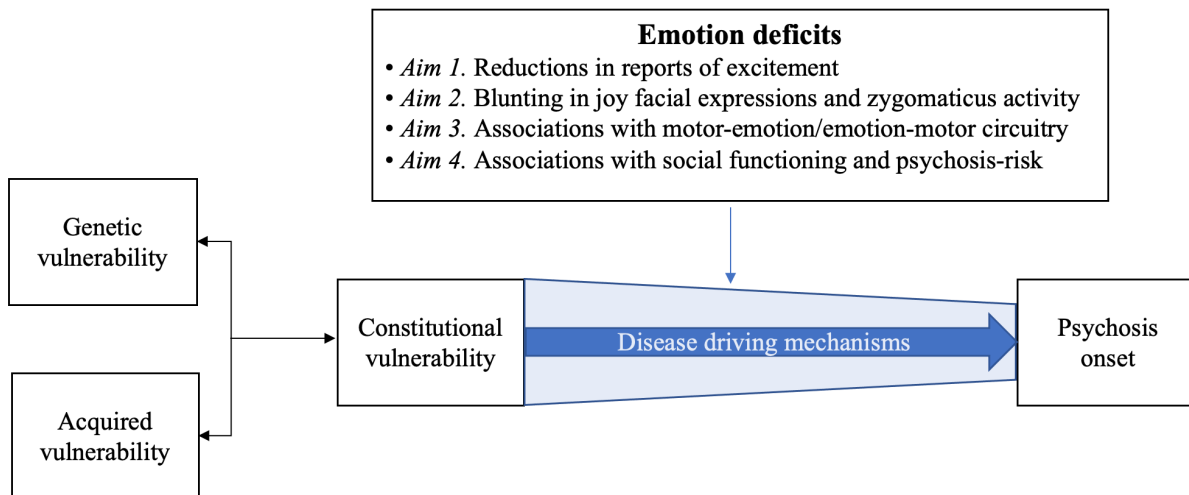 Emotion deficits
• Aim 1. Reductions in reports of excitement
• Aim 2. Blunting in joy facial expressions and zygomaticus activity
• Aim 3. Associations with motor-emotion/emotion-motor circuitry
• Aim 4. Associations with social functioning and psychosis-risk
Genetic
vulnerability
Acquired
vulnerability
Constitutional
vulnerability
Disease driving mechanisms
Psychosis
onset